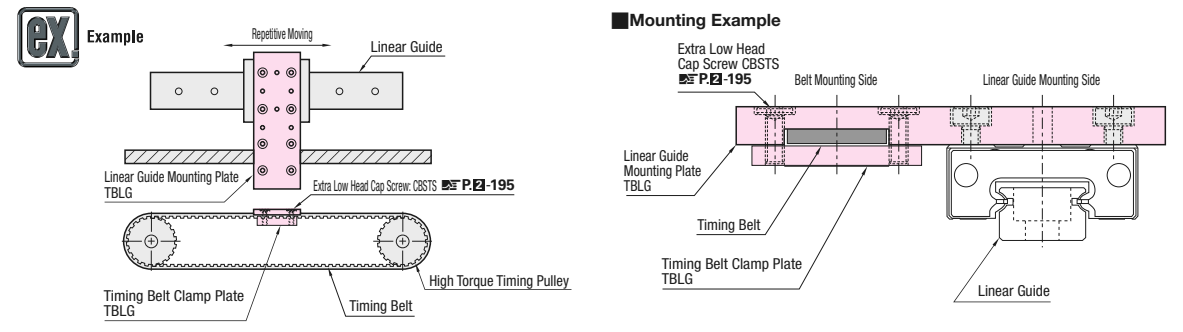 ex.
Example
Repetitive Moving
Linear Guide
Linear Guide Mounting Plate
TBLG
Extra Low Head Cap Screw: CBSTS P.2-195
High Torque Timing Pulley
Timing Belt Clamp Plate
TBLG
Timing Belt
■Mounting Example
Extra Low Head
Cap Screw CBSTS
P.2-195
Belt Mounting Side
Linear Guide Mounting Side
Linear Guide
Mounting Plate
TBLG
Timing Belt
Timing Belt Clamp Plate
TBLG
Linear Guide